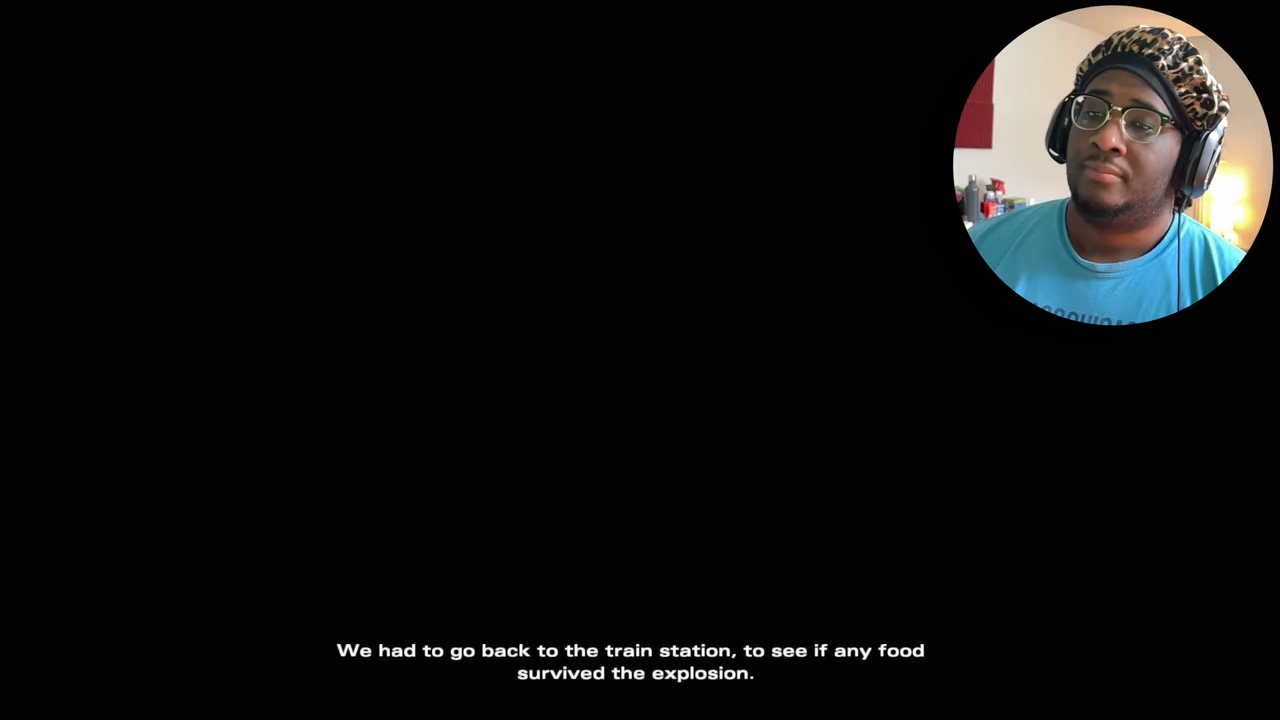 We had to go back to the train station, to see if any food
survived the explosion.